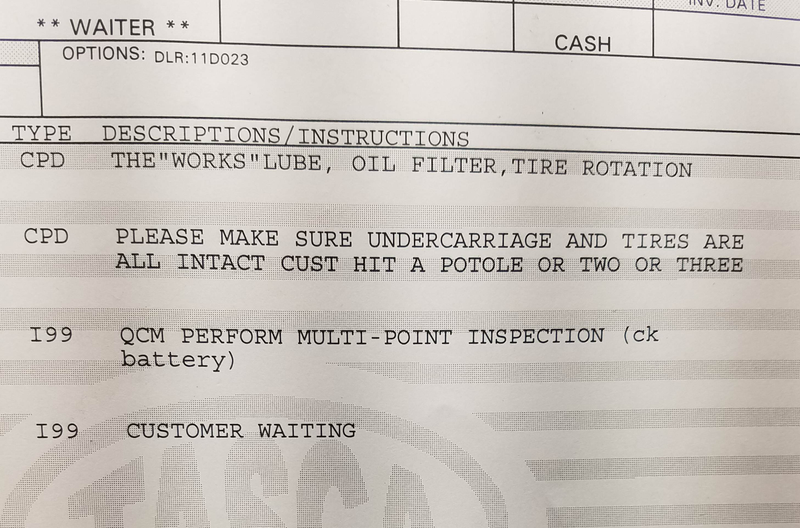 INV. DATE
** WAITER **
CASH
OPTIONS: DLR:11D023
TYPE DESCRIPTIONS/INSTRUCTIONS
CPD THE"WORKS"LUBE, OIL FILTER,TIRE ROTATION
CPD PLEASE MAKE SURE UNDERCARRIAGE AND TIRES ARE
ALL INTACT CUST HIT A POTOLE OR TWO OR THREE
I99 QCM PERFORM MULTI-POINT INSPECTION (ck
battery)
I99 CUSTOMER WAITING
TASCA